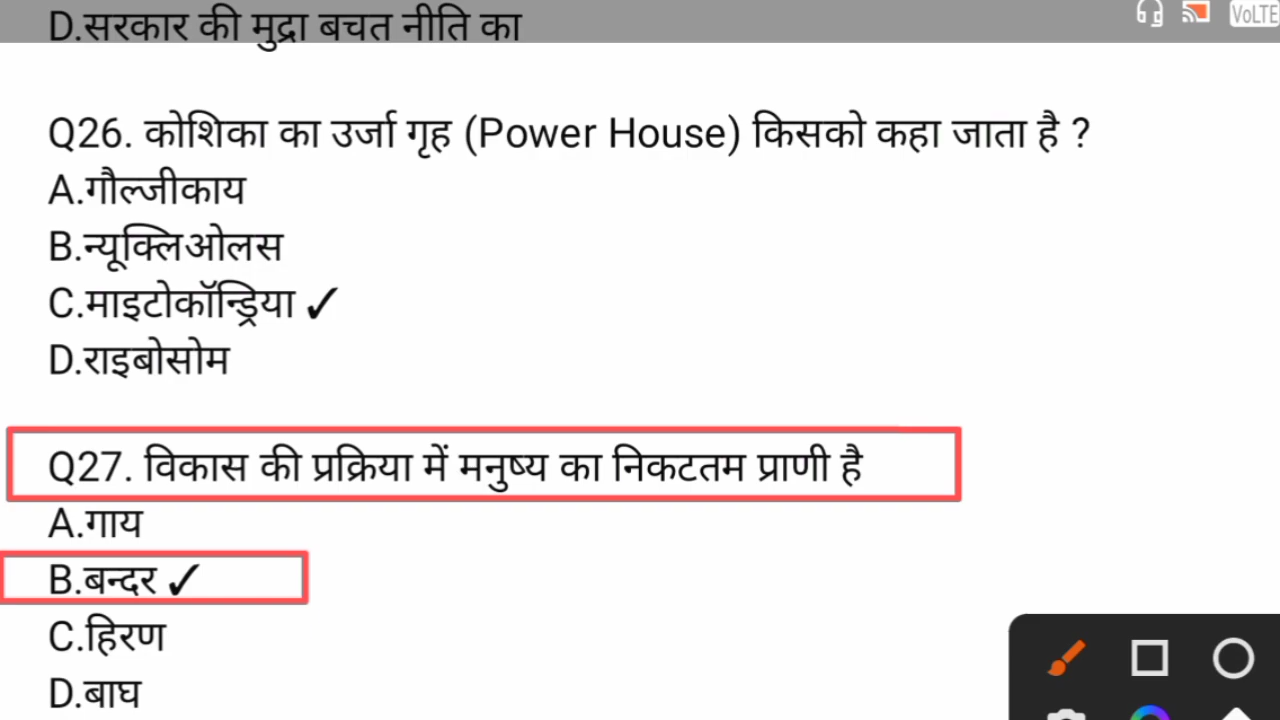 VoLTE
D.सरकार की मुद्रा बचत नीति का
Q26. कोशिका का उर्जा गृह (Power House) किसको कहा जाता है ?
A.गौल्जीकाय
B.न्यूक्लिओलस
C.माइटोकॉन्ड्रिया ✓
D.राइबोसोम
Q27. विकास की प्रक्रिया में मनुष्य का निकटतम प्राणी है
A.गाय
B.बन्दर ✓
C.हिरण
D.बाघ